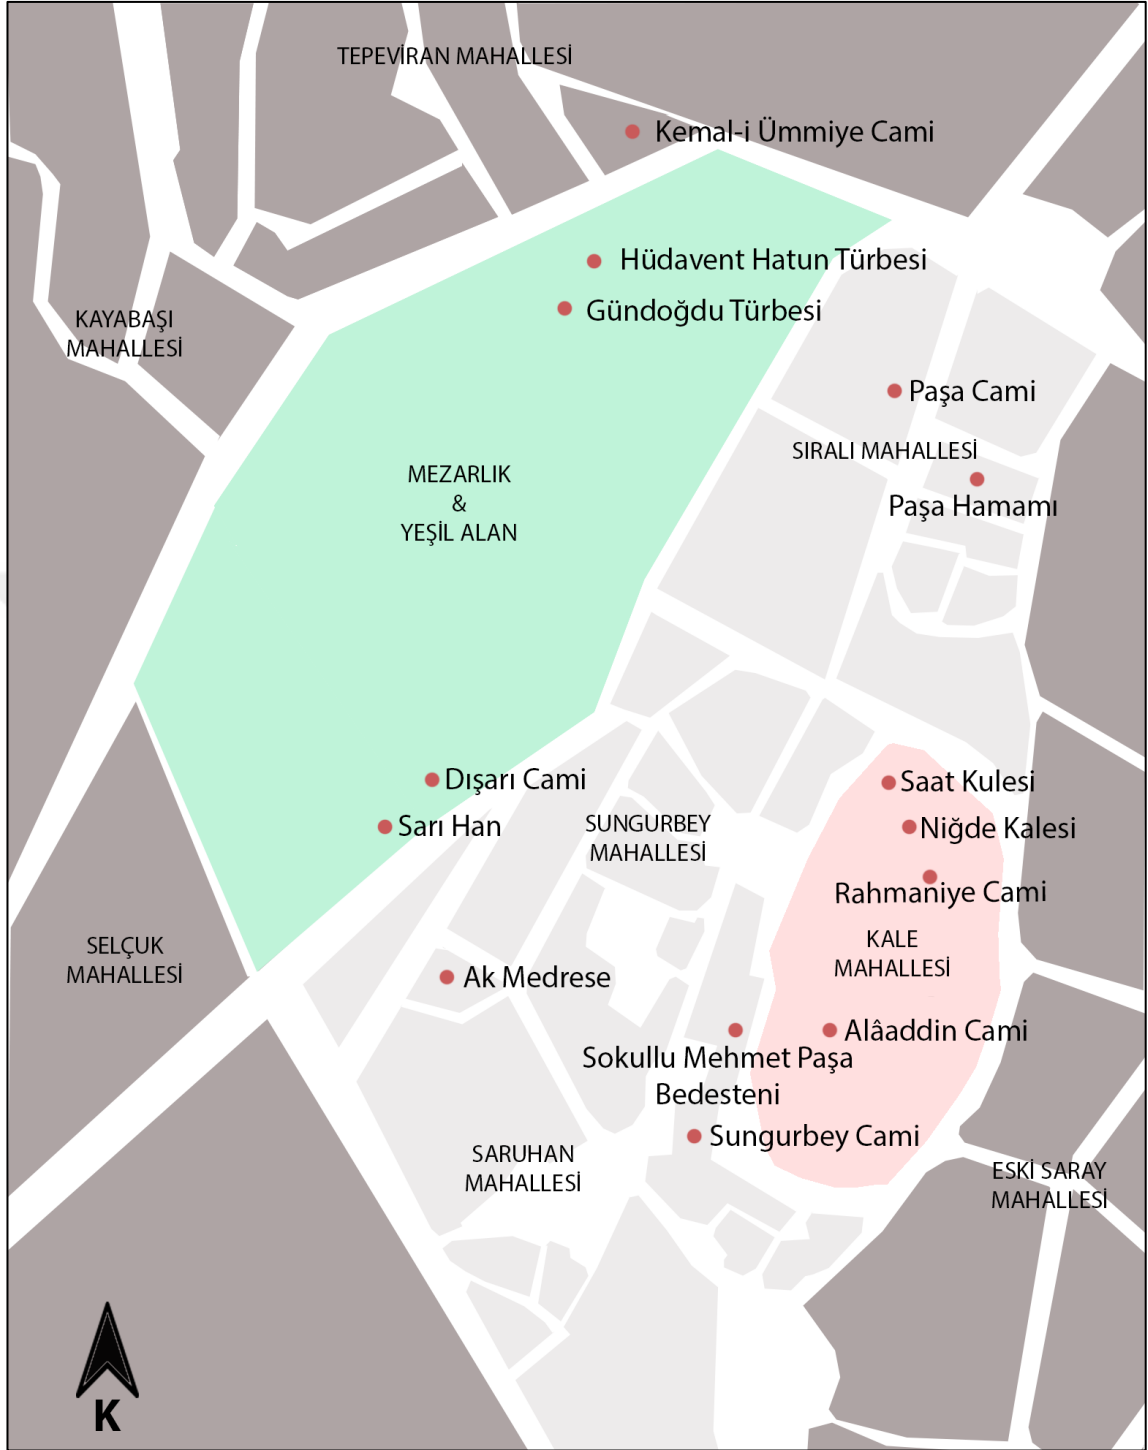 TEPEVİRAN MAHALLESİ
Kemal-i Ümmiye Cami
Hüdavent Hatun Türbesi
Gündoğdu Türbesi
KAYABAŞI
MAHALLESİ
Paşa Cami
SIRALI MAHALLESİ
MEZARLIK
&
YEŞİL ALAN
Paşa Hamamı
Dışarı Cami
Saat Kulesi
Sarı Han
SUNGURBEY
MAHALLESİ
Niğde Kalesi
Rahmaniye Cami
KALE
MAHALLESİ
SELÇUK
MAHALLESİ
Ak Medrese
Alâaddin Cami
Sokullu Mehmet Paşa
Bedesteni
Sungurbey Cami
SARUHAN
MAHALLESİ
ESKİ SARAY
MAHALLESİ
K